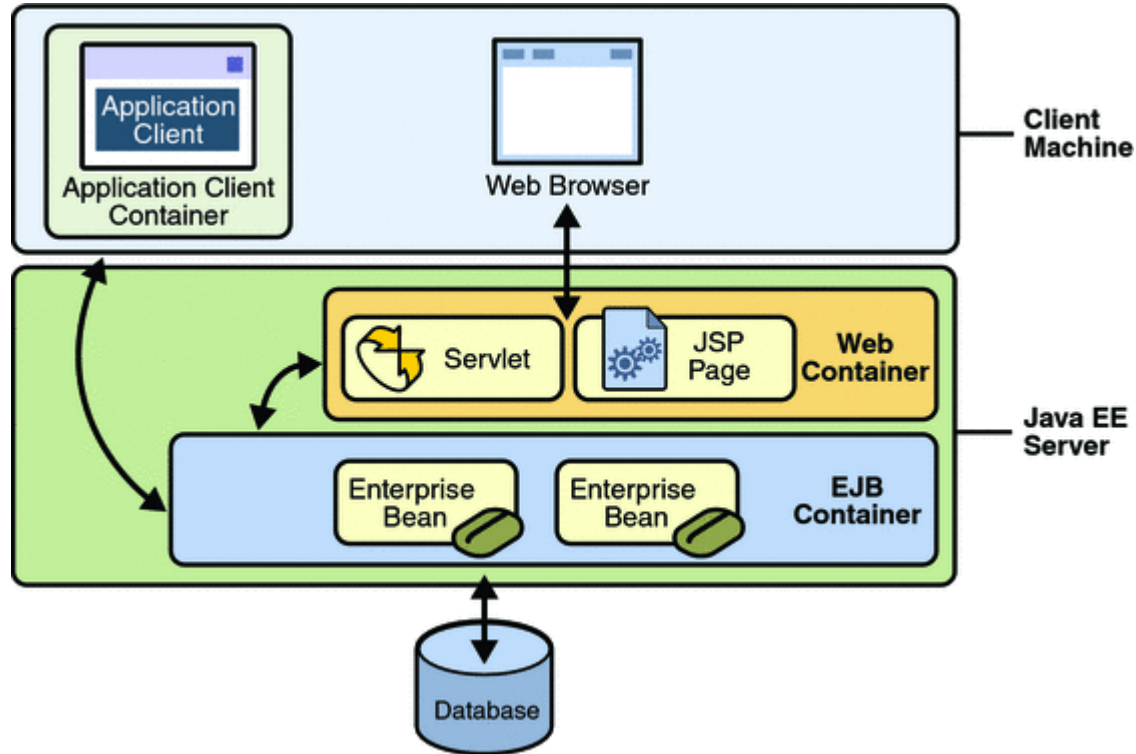 Application
Client
Application Client
Container
Web Browser
Client
Machine
Servlet
JSP
Page
Web
Container
Java EE
Server
Enterprise
Bean
Enterprise
Bean
EJB
Container
Database